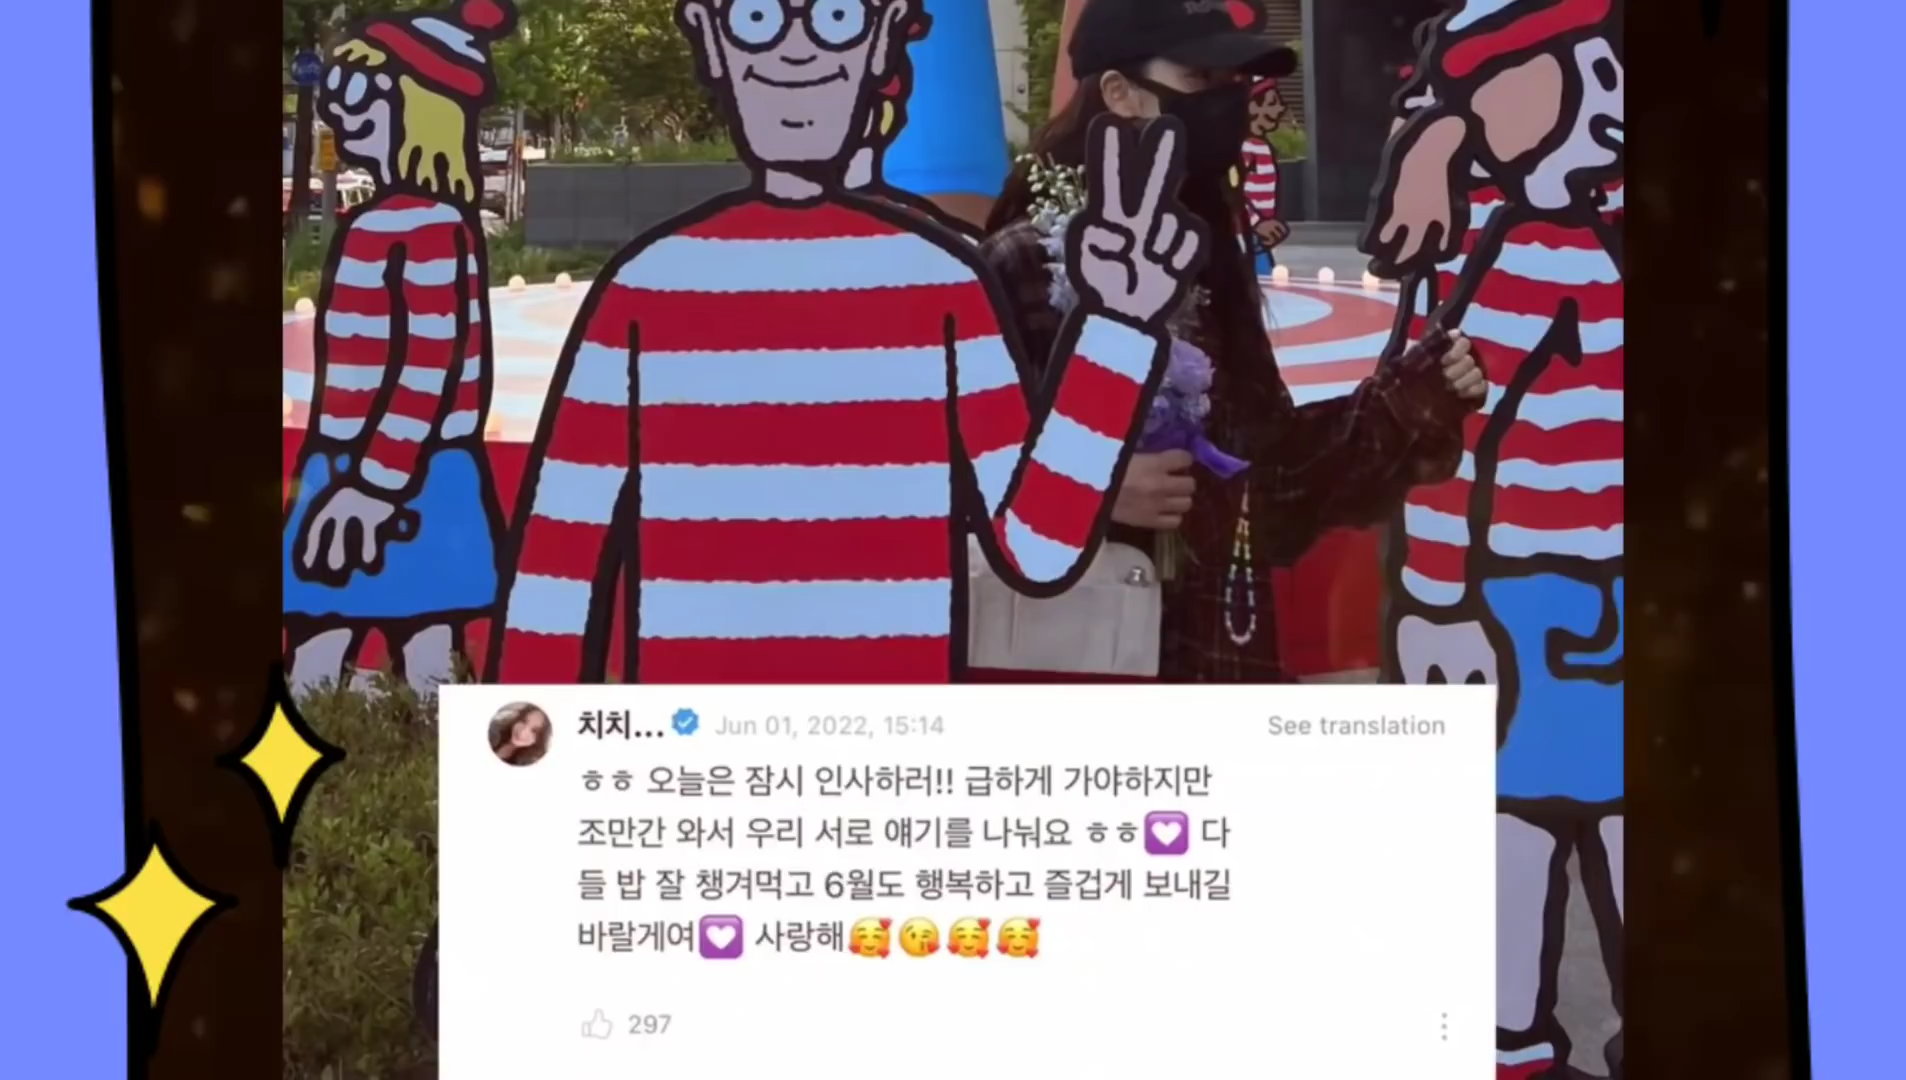 치치... Jun 01, 2022, 15:14 See translation
ㅎㅎ 오늘은 잠시 인사하러!! 급하게 가야하지만
조만간 와서 우리 서로 얘기를 나눠요 ㅎㅎ💟 다
들 밥 잘 챙겨먹고 6월도 행복하고 즐겁게 보내길
바랄게여💟 사랑해🥰😘🥰🥰
297